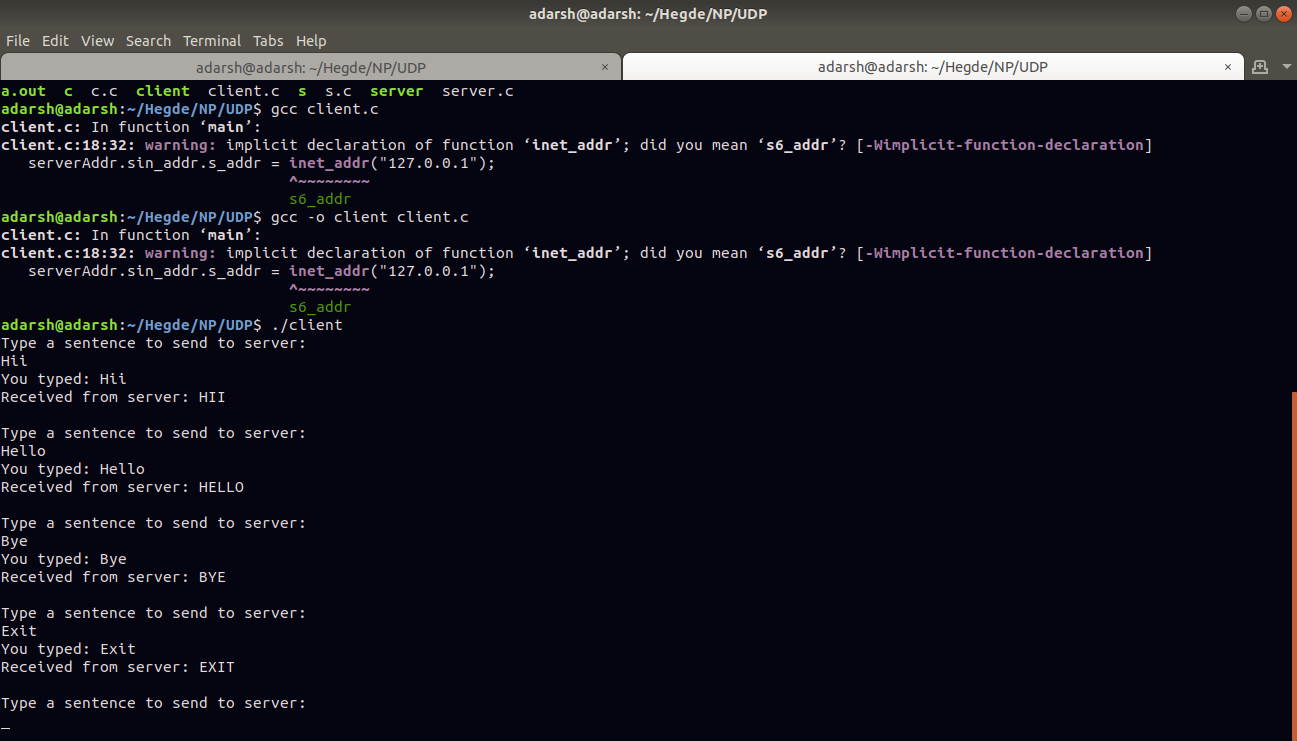 adarsh@adarsh: ~/Hegde/NP/UDP
File Edit View Search Terminal Tabs Help
adarsh@adarsh: ~/Hegde/NP/UDP × adarsh@adarsh: ~/Hegde/NP/UDP ×
a.out  c  c.c  client  client.c  s  s.c  server  server.c
adarsh@adarsh:~/Hegde/NP/UDP$ gcc client.c
client.c: In function ‘main’:
client.c:18:32: warning: implicit declaration of function ‘inet_addr’; did you mean ‘s6_addr’? [-Wimplicit-function-declaration]
   serverAddr.sin_addr.s_addr = inet_addr("127.0.0.1");
                                ^~~~~~~~~
                                s6_addr
adarsh@adarsh:~/Hegde/NP/UDP$ gcc -o client client.c
client.c: In function ‘main’:
client.c:18:32: warning: implicit declaration of function ‘inet_addr’; did you mean ‘s6_addr’? [-Wimplicit-function-declaration]
   serverAddr.sin_addr.s_addr = inet_addr("127.0.0.1");
                                ^~~~~~~~~
                                s6_addr
adarsh@adarsh:~/Hegde/NP/UDP$ ./client
Type a sentence to send to server:
Hii
You typed: Hii
Received from server: HII
Type a sentence to send to server:
Hello
You typed: Hello
Received from server: HELLO
Type a sentence to send to server:
Bye
You typed: Bye
Received from server: BYE
Type a sentence to send to server:
Exit
You typed: Exit
Received from server: EXIT
Type a sentence to send to server: